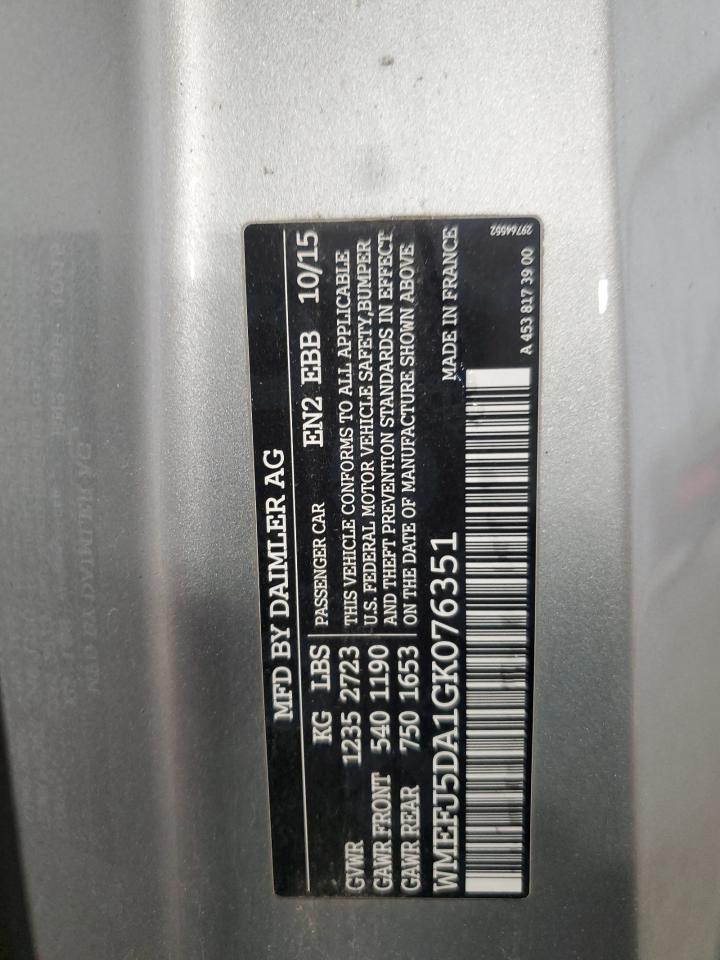 MFD BY DAIMLER AG
KG LBS PASSENGER CAR EN2 EBB 10/15
GVWR 1235 2723 THIS VEHICLE CONFORMS TO ALL APPLICABLE
GAWR FRONT 540 1190 U.S. FEDERAL MOTOR VEHICLE SAFETY,BUMPER
AND THEFT PREVENTION STANDARDS IN EFFECT
GAWR REAR 750 1653 ON THE DATE OF MANUFACTURE SHOWN ABOVE
WMEFJ5DA1GK076351 MADE IN FRANCE
29764552
A 453 817 39 00